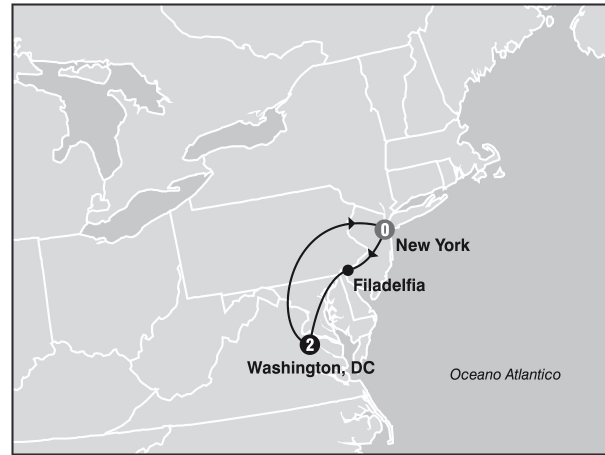 0
New York
Filadelfia
2
Washington, DC
Oceano Atlantico